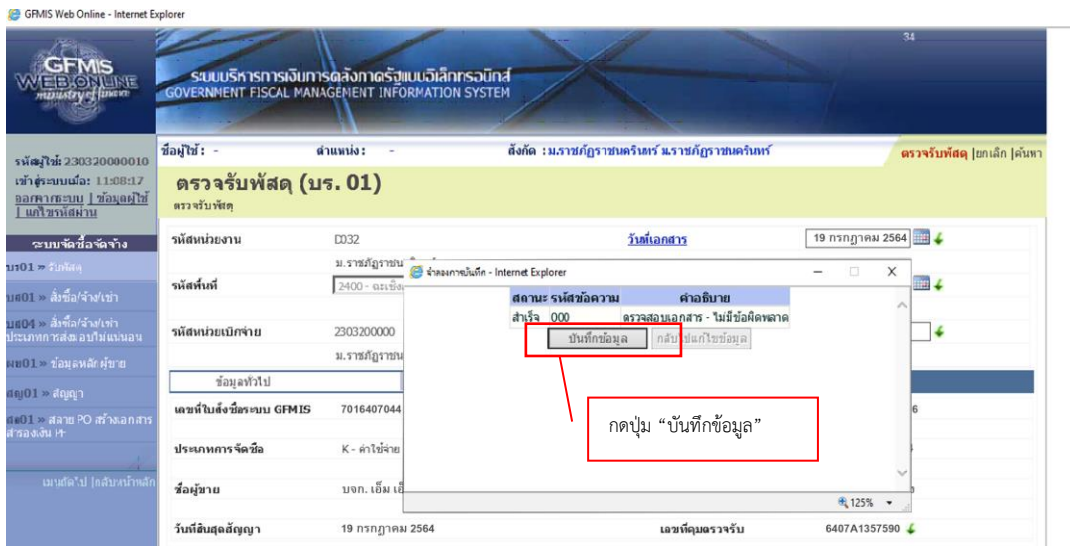 GFMIS Web Online - Internet Explorer
34
GFMIS
WEB ONLINE
ministry of finance
ระบบบริหารการเงินการคลังภาครัฐแบบอิเล็กทรอนิกส์
GOVERNMENT FISCAL MANAGEMENT INFORMATION SYSTEM
รหัสผู้ใช้: 230320000010
เข้าสู่ระบบเมื่อ: 11:08:17
ออกจากระบบ | ข้อมูลผู้ใช้
| แก้ไขรหัสผ่าน
ชื่อผู้ใช้ : - ตำแหน่ง : - สังกัด : ม.ราชภัฏราชนครินทร์ ม.ราชภัฏราชนครินทร์
ตรวจรับพัสดุ |ยกเลิก |ค้นหา
ตรวจรับพัสดุ (บร. 01)
ตรวจรับพัสดุ
ระบบจัดซื้อจัดจ้าง
บร01 » รับพัสดุ
บส01 » สั่งซื้อ/จ้าง/เช่า
บส04 » สั่งซื้อ/จ้าง/เช่า
ประเภทการส่งมอบไม่แน่นอน
ผข01 » ข้อมูลหลักผู้ขาย
สญ01 » สัญญา
เมนูถัดไป |กลับหน้าหลัก
รหัสหน่วยงาน D032 วันที่เอกสาร 19 กรกฎาคม 2564
ม.ราชภัฏราชน
รหัสพื้นที่ 2400 - ฉะเชิง
รหัสหน่วยเบิกจ่าย 2303200000
ม.ราชภัฏราชน
จำลองการบันทึก - Internet Explorer
สถานะ รหัสข้อความ คำอธิบาย
สำเร็จ 000 ตรวจสอบเอกสาร - ไม่มีข้อผิดพลาด
บันทึกข้อมูล กลับไปแก้ไขข้อมูล
กดปุ่ม “บันทึกข้อมูล”
125%
ข้อมูลทั่วไป
เลขที่ใบสั่งซื้อระบบ GFMIS 7016407044 6
ประเภทการจัดซื้อ K - ค่าใช้จ่าย
ชื่อผู้ขาย บจก. เอ็ม เอ็
วันที่สิ้นสุดสัญญา 19 กรกฎาคม 2564 เลขที่คุมตรวจรับ 6407A1357590